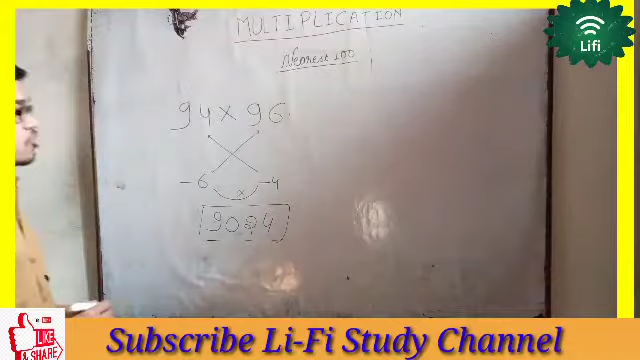 MULTIPLICATION
Nearest 100
94 × 96
-6 × -4
9024
Lifi
LIKE
& SHARE
Subscribe Li-Fi Study Channel